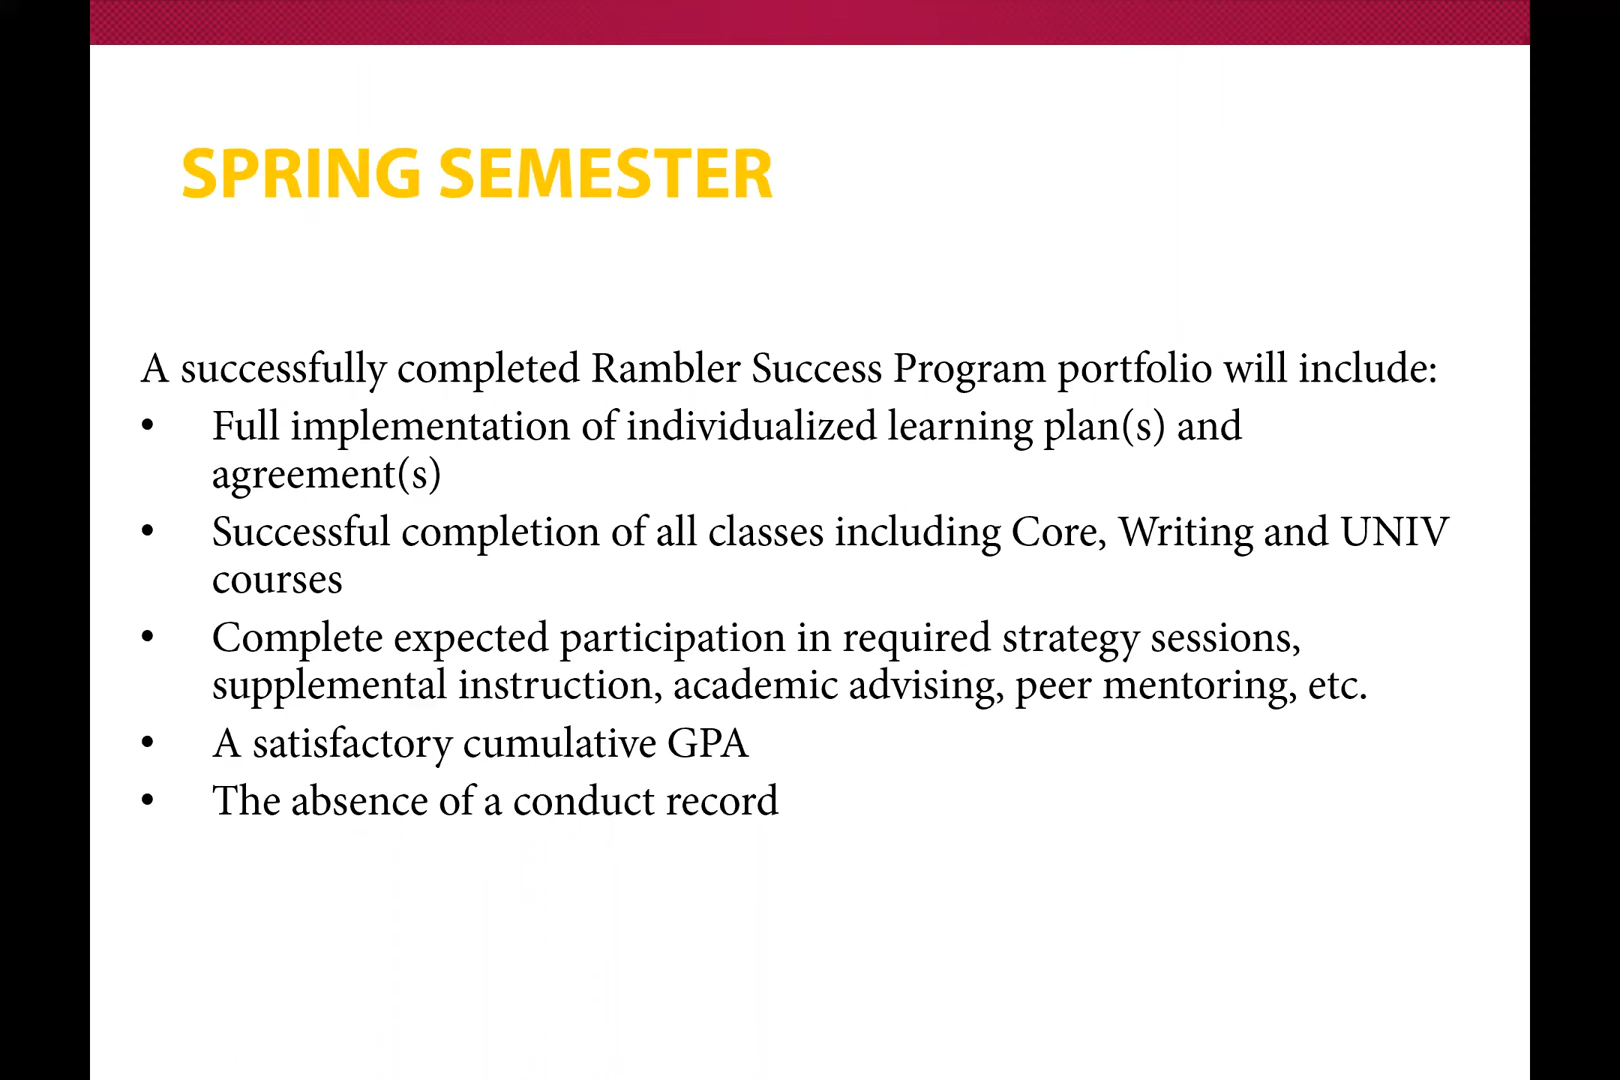 SPRING SEMESTER
A successfully completed Rambler Success Program portfolio will include:
• Full implementation of individualized learning plan(s) and
agreement(s)
• Successful completion of all classes including Core, Writing and UNIV
courses
• Complete expected participation in required strategy sessions,
supplemental instruction, academic advising, peer mentoring, etc.
• A satisfactory cumulative GPA
• The absence of a conduct record